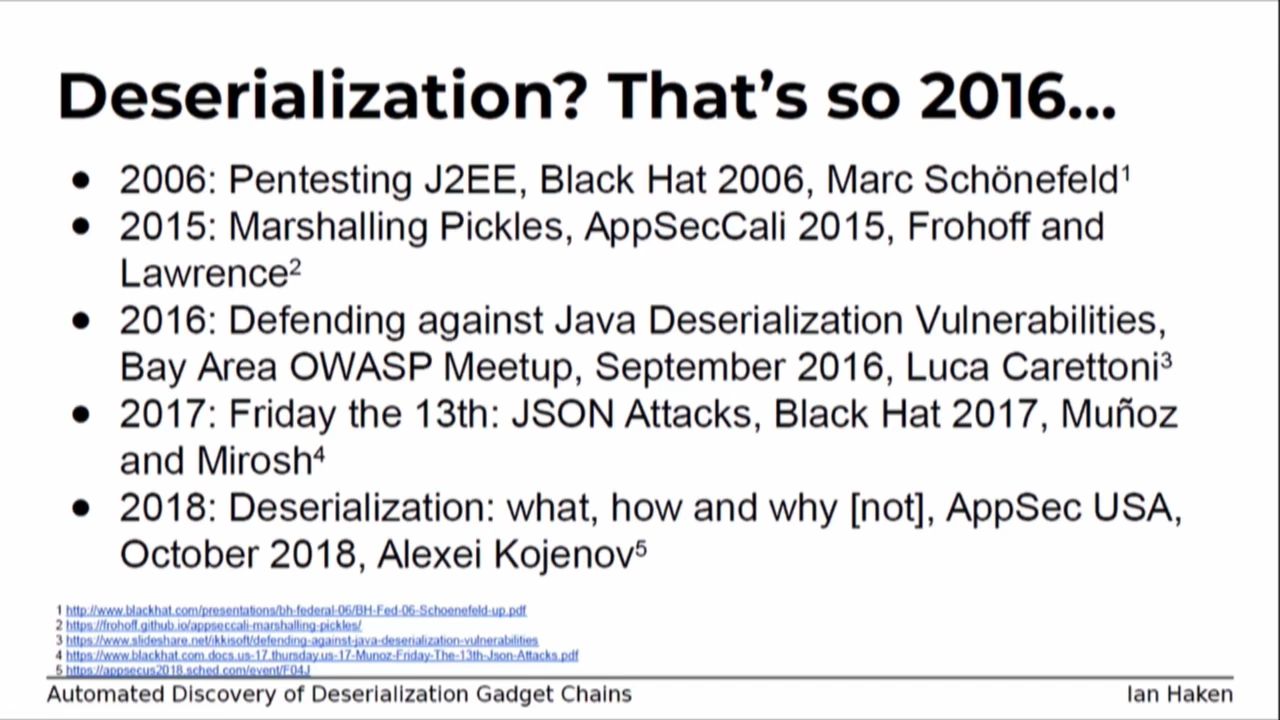 Deserialization? That's so 2016...
● 2006: Pentesting J2EE, Black Hat 2006, Marc Schönefeld¹
● 2015: Marshalling Pickles, AppSecCali 2015, Frohoff and
Lawrence²
● 2016: Defending against Java Deserialization Vulnerabilities,
Bay Area OWASP Meetup, September 2016, Luca Carettoni³
● 2017: Friday the 13th: JSON Attacks, Black Hat 2017, Muñoz
and Mirosh⁴
● 2018: Deserialization: what, how and why [not], AppSec USA,
October 2018, Alexei Kojenov⁵
1 http://www.blackhat.com/presentations/bh-federal-06/BH-Fed-06-Schoenefeld-up.pdf
2 https://frohoff.github.io/appseccali-marshalling-pickles/
3 https://www.slideshare.net/ikkisoft/defending-against-java-deserialization-vulnerabilities
4 https://www.blackhat.com.docs.us-17.thursday.us-17-Munoz-Friday-The-13th-Json-Attacks.pdf
5 https://appsecus2018.sched.com/event/F04J
Automated Discovery of Deserialization Gadget Chains
Ian Haken